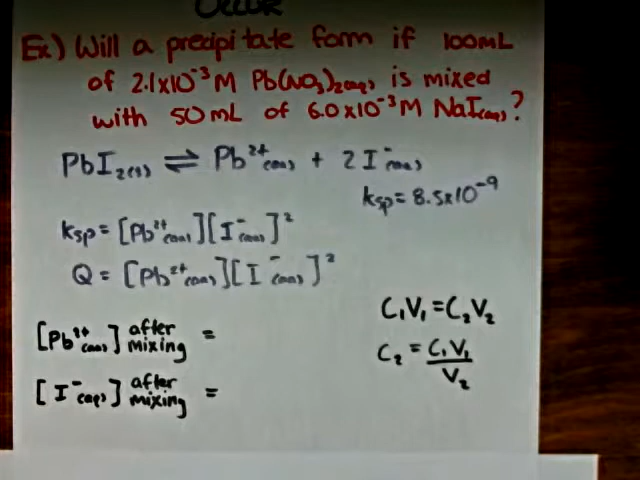 Occur
Ex) Will a precipitate form if 100mL
of 2.1x10⁻³ M Pb(NO₃)₂(aq) is mixed
with 50mL of 6.0x10⁻³ M NaI(aq)?
PbI₂(s) ⇌ Pb²⁺(aq) + 2 I⁻(aq)
ksp = 8.5x10⁻⁹
ksp = [Pb²⁺(aq)][I⁻(aq)]²
Q = [Pb²⁺(aq)][I⁻(aq)]²
C₁V₁ = C₂V₂
[Pb²⁺(aq)] after mixing =
C₂ = C₁V₁/V₂
[I⁻(aq)] after mixing =